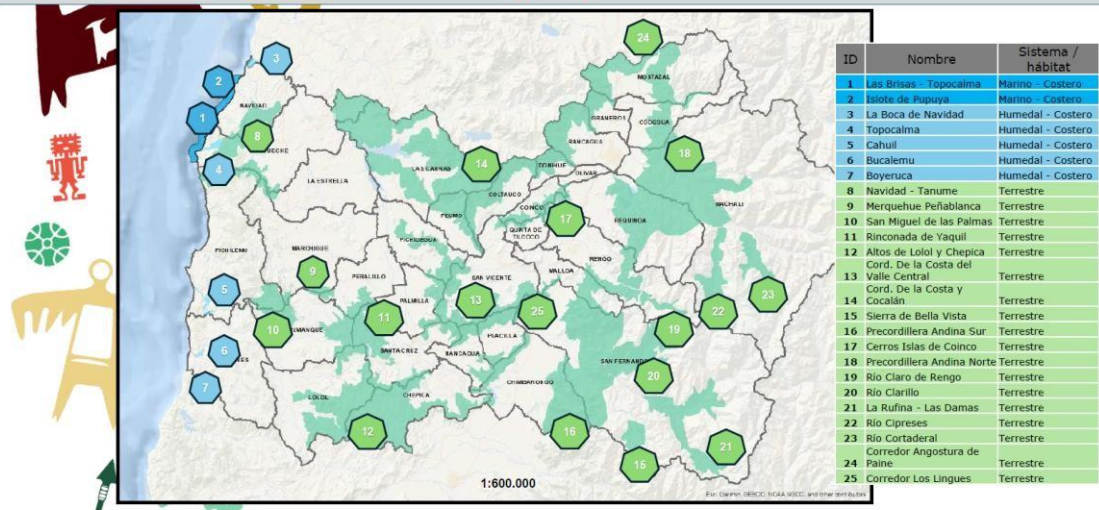 24
3
MOSTAZAL
2
NAVIDAD
1
GRANEROS
CODEGUA
8
RANCAGUA
18
4
LAS CABRAS
14
DOÑIHUE
LA ESTRELLA
COLTAUCO
OLIVAR
MACHALI
PEUMO
COINCO
17
REQUINOA
QUINTA DE
TILCOCO
PICHILEMU
MARCHIGUE
PICHIDEGUA
RENGO
9
PERALILLO
SAN VICENTE
MALLOA
5
PALMILLA
13
23
10
11
25
22
PLACILLA
19
SANTA CRUZ
NANCAGUA
6
SAN FERNANDO
20
7
CHIMBARONGO
LOLOL
CHEPICA
12
16
21
15
1:600.000
Esri, Garmin, GEBCO, NOAA NGDC, and other contributors
ID Nombre Sistema /
hábitat
1 Las Brisas - Topocalma Marino - Costero
2 Islote de Pupuya Marino - Costero
3 La Boca de Navidad Humedal - Costero
4 Topocalma Humedal - Costero
5 Cahuil Humedal - Costero
6 Bucalemu Humedal - Costero
7 Boyeruca Humedal - Costero
8 Navidad - Tanume Terrestre
9 Merquehue Peñablanca Terrestre
10 San Miguel de las Palmas Terrestre
11 Rinconada de Yaquil Terrestre
12 Altos de Lolol y Chepica Terrestre
13 Cord. De la Costa del
Valle Central Terrestre
14 Cord. De la Costa y
Cocalán Terrestre
15 Sierra de Bella Vista Terrestre
16 Precordillera Andina Sur Terrestre
17 Cerros Islas de Coinco Terrestre
18 Precordillera Andina Norte Terrestre
19 Río Claro de Rengo Terrestre
20 Río Clarillo Terrestre
21 La Rufina - Las Damas Terrestre
22 Río Cipreses Terrestre
23 Río Cortaderal Terrestre
24 Corredor Angostura de
Paine Terrestre
25 Corredor Los Lingues Terrestre